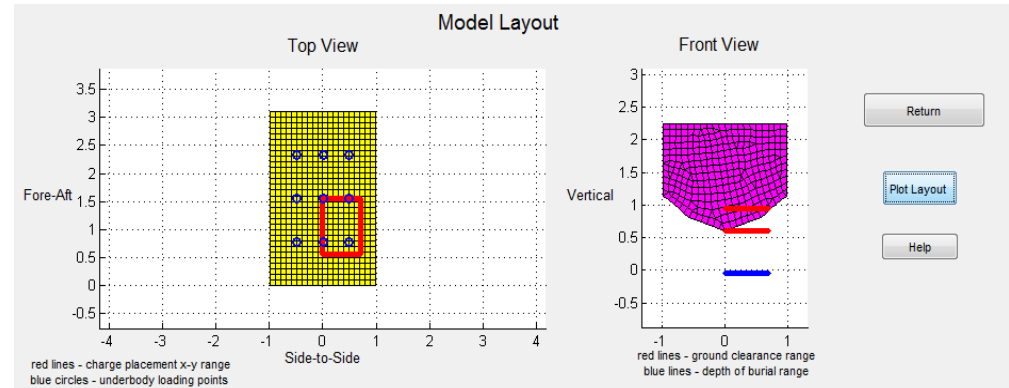 Model Layout
Top View
Front View
3.5
3
2.5
2
1.5
1
0.5
0
-0.5
Fore-Aft
-4 -3 -2 -1 0 1 2 3 4
Side-to-Side
red lines - charge placement x-y range
blue circles - underbody loading points
3
2.5
2
1.5
1
0.5
0
-0.5
Vertical
-1 0 1
red lines - ground clearance range
blue lines - depth of burial range
Return
Plot Layout
Help